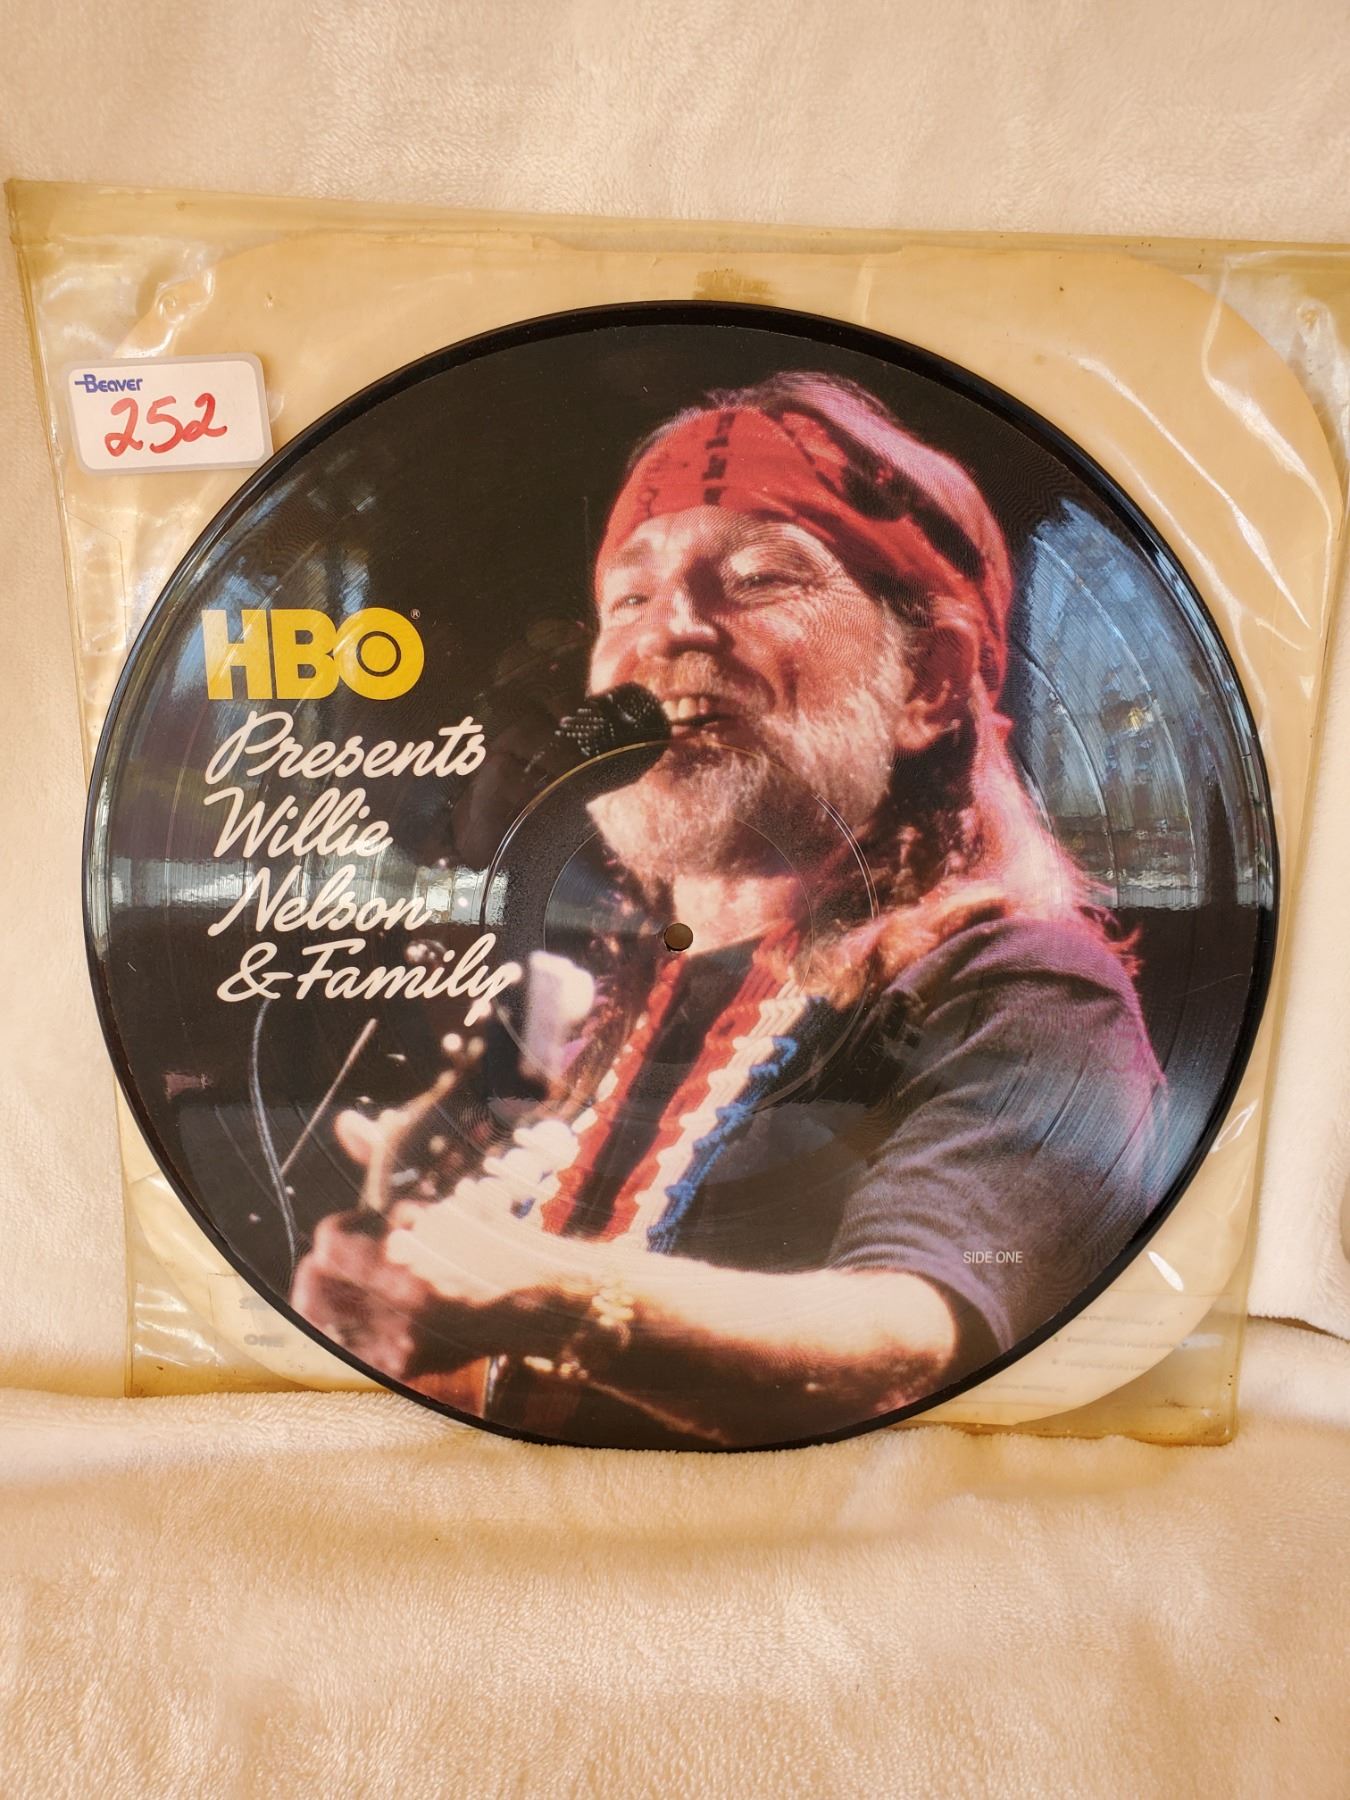 Beaver
252
HBO®
Presents
Willie
Nelson
& Family
SIDE ONE